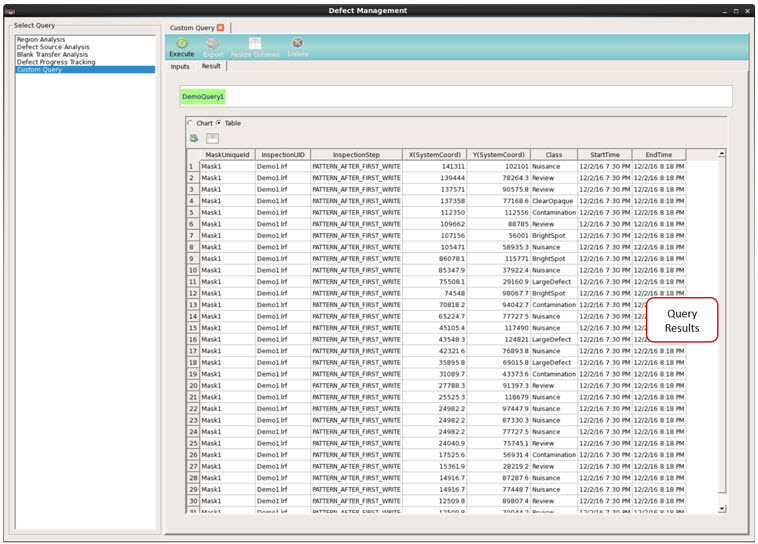 Defect Management
Select Query
Region Analysis
Defect Source Analysis
Blank Transfer Analysis
Defect Progress Tracking
Custom Query
Custom Query
Execute Export Resize Columns Delete
Inputs Result
DemoQuery1
Chart Table
MaskUniqueId InspectionUID InspectionStep X(SystemCoord) Y(SystemCoord) Class StartTime EndTime
1 Mask1 Demo1.lrf PATTERN_AFTER_FIRST_WRITE 141311 102101 Nuisance 12/2/16 7:30 PM 12/2/16 8:18 PM
2 Mask1 Demo1.lrf PATTERN_AFTER_FIRST_WRITE 139444 78264.3 Review 12/2/16 7:30 PM 12/2/16 8:18 PM
3 Mask1 Demo1.lrf PATTERN_AFTER_FIRST_WRITE 137571 90575.8 Review 12/2/16 7:30 PM 12/2/16 8:18 PM
4 Mask1 Demo1.lrf PATTERN_AFTER_FIRST_WRITE 137358 77168.6 ClearOpaque 12/2/16 7:30 PM 12/2/16 8:18 PM
5 Mask1 Demo1.lrf PATTERN_AFTER_FIRST_WRITE 112350 112556 Contamination 12/2/16 7:30 PM 12/2/16 8:18 PM
6 Mask1 Demo1.lrf PATTERN_AFTER_FIRST_WRITE 109662 88785 Review 12/2/16 7:30 PM 12/2/16 8:18 PM
7 Mask1 Demo1.lrf PATTERN_AFTER_FIRST_WRITE 107156 56001 BrightSpot 12/2/16 7:30 PM 12/2/16 8:18 PM
8 Mask1 Demo1.lrf PATTERN_AFTER_FIRST_WRITE 105471 58935.3 Nuisance 12/2/16 7:30 PM 12/2/16 8:18 PM
9 Mask1 Demo1.lrf PATTERN_AFTER_FIRST_WRITE 86078.1 115771 BrightSpot 12/2/16 7:30 PM 12/2/16 8:18 PM
10 Mask1 Demo1.lrf PATTERN_AFTER_FIRST_WRITE 85347.9 37922.4 Nuisance 12/2/16 7:30 PM 12/2/16 8:18 PM
11 Mask1 Demo1.lrf PATTERN_AFTER_FIRST_WRITE 75508.1 29160.9 LargeDefect 12/2/16 7:30 PM 12/2/16 8:18 PM
12 Mask1 Demo1.lrf PATTERN_AFTER_FIRST_WRITE 74548 98067.7 BrightSpot 12/2/16 7:30 PM 12/2/16 8:18 PM
13 Mask1 Demo1.lrf PATTERN_AFTER_FIRST_WRITE 70818.2 94042.7 Contamination 12/2/16 7:30 PM
14 Mask1 Demo1.lrf PATTERN_AFTER_FIRST_WRITE 65224.7 77727.5 Nuisance 12/2/16 7:30 PM
15 Mask1 Demo1.lrf PATTERN_AFTER_FIRST_WRITE 45105.4 117490 Nuisance 12/2/16 7:30 PM
16 Mask1 Demo1.lrf PATTERN_AFTER_FIRST_WRITE 43548.3 124821 LargeDefect 12/2/16 7:30 PM
Query
Results
17 Mask1 Demo1.lrf PATTERN_AFTER_FIRST_WRITE 42321.6 76893.8 Nuisance 12/2/16 7:30 PM 12/2/16 8:18 PM
18 Mask1 Demo1.lrf PATTERN_AFTER_FIRST_WRITE 35895.8 69015.8 LargeDefect 12/2/16 7:30 PM 12/2/16 8:18 PM
19 Mask1 Demo1.lrf PATTERN_AFTER_FIRST_WRITE 31089.7 43373.6 Contamination 12/2/16 7:30 PM 12/2/16 8:18 PM
20 Mask1 Demo1.lrf PATTERN_AFTER_FIRST_WRITE 27788.3 91397.3 Review 12/2/16 7:30 PM 12/2/16 8:18 PM
21 Mask1 Demo1.lrf PATTERN_AFTER_FIRST_WRITE 25525.3 118679 Nuisance 12/2/16 7:30 PM 12/2/16 8:18 PM
22 Mask1 Demo1.lrf PATTERN_AFTER_FIRST_WRITE 24982.2 97447.9 Nuisance 12/2/16 7:30 PM 12/2/16 8:18 PM
23 Mask1 Demo1.lrf PATTERN_AFTER_FIRST_WRITE 24982.2 87330.3 Nuisance 12/2/16 7:30 PM 12/2/16 8:18 PM
24 Mask1 Demo1.lrf PATTERN_AFTER_FIRST_WRITE 24982.2 77727.5 Nuisance 12/2/16 7:30 PM 12/2/16 8:18 PM
25 Mask1 Demo1.lrf PATTERN_AFTER_FIRST_WRITE 24040.9 75745.1 Review 12/2/16 7:30 PM 12/2/16 8:18 PM
26 Mask1 Demo1.lrf PATTERN_AFTER_FIRST_WRITE 17525.6 56931.4 Contamination 12/2/16 7:30 PM 12/2/16 8:18 PM
27 Mask1 Demo1.lrf PATTERN_AFTER_FIRST_WRITE 15361.9 28219.2 Review 12/2/16 7:30 PM 12/2/16 8:18 PM
28 Mask1 Demo1.lrf PATTERN_AFTER_FIRST_WRITE 14916.7 87287.6 Nuisance 12/2/16 7:30 PM 12/2/16 8:18 PM
29 Mask1 Demo1.lrf PATTERN_AFTER_FIRST_WRITE 14916.7 77448.7 Nuisance 12/2/16 7:30 PM 12/2/16 8:18 PM
30 Mask1 Demo1.lrf PATTERN_AFTER_FIRST_WRITE 12509.8 89807.4 Review 12/2/16 7:30 PM 12/2/16 8:18 PM